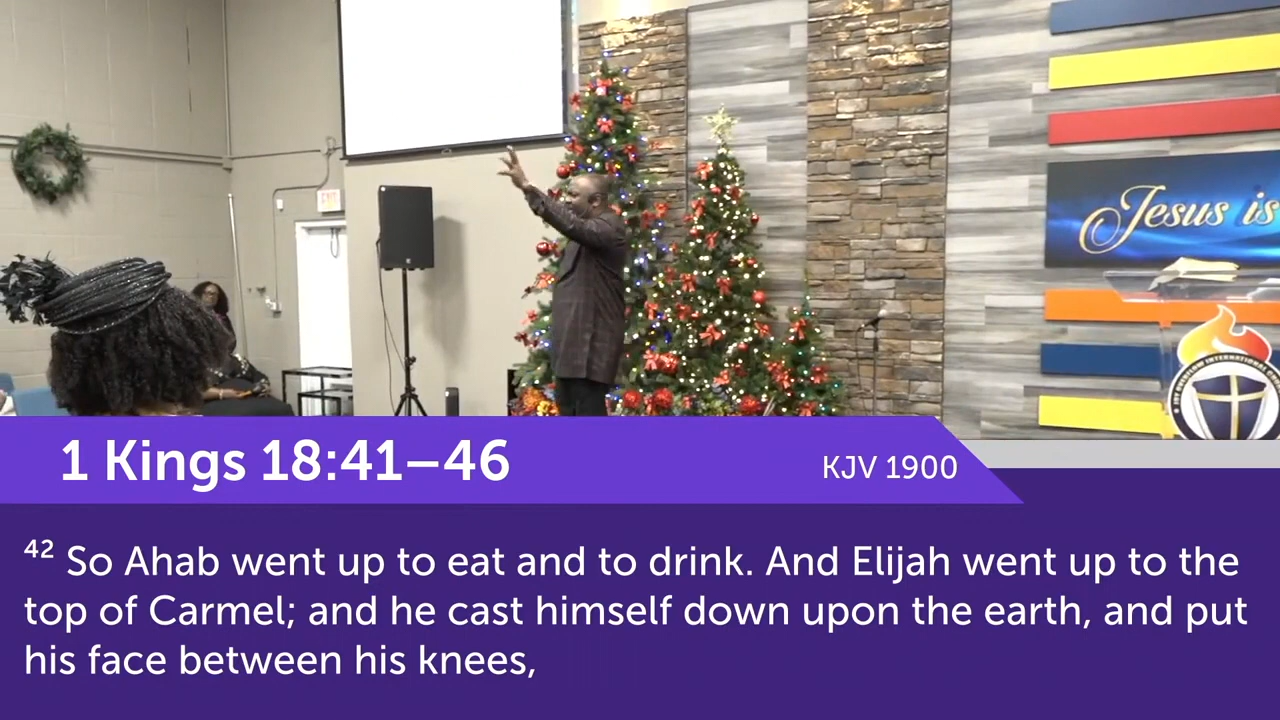 EXIT
Jesus is
1 Kings 18:41–46
KJV 1900
⁴² So Ahab went up to eat and to drink. And Elijah went up to the
top of Carmel; and he cast himself down upon the earth, and put
his face between his knees,